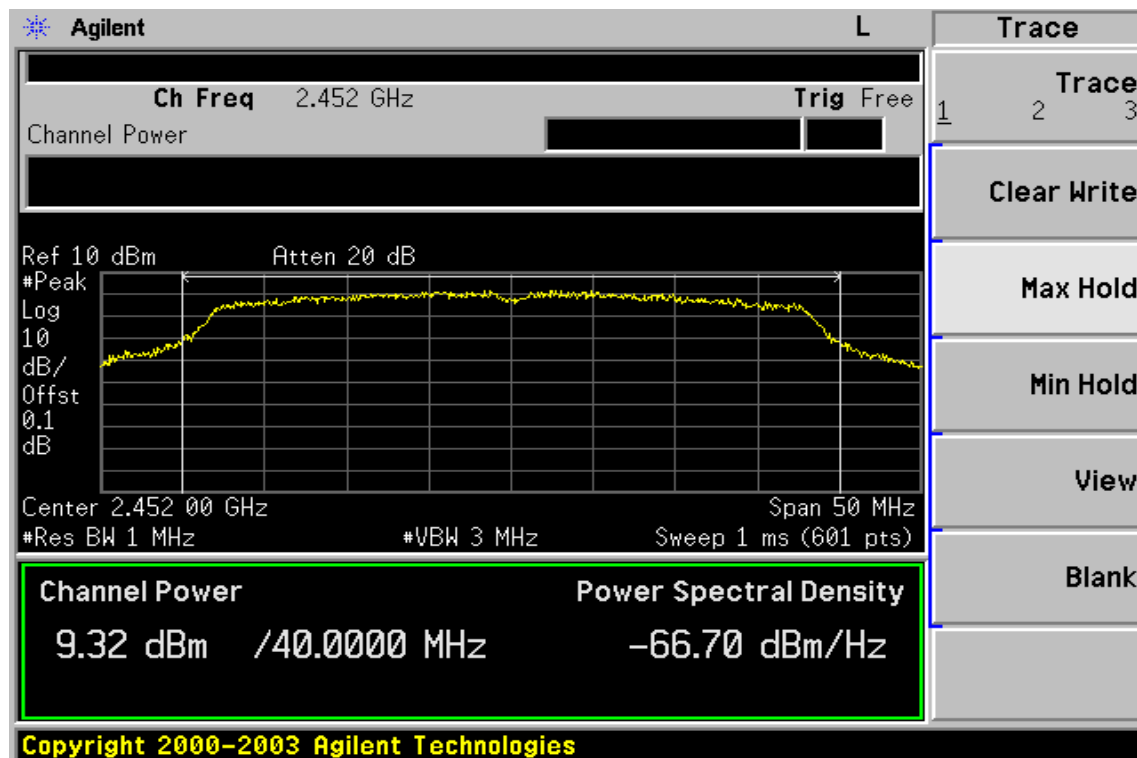 Agilent L
Ch Freq 2.452 GHz Trig Free
Channel Power
Ref 10 dBm Atten 20 dB
#Peak
Log
10
dB/
Offst
0.1
dB
Center 2.452 00 GHz Span 50 MHz
#Res BW 1 MHz #VBW 3 MHz Sweep 1 ms (601 pts)
Channel Power Power Spectral Density
9.32 dBm /40.0000 MHz -66.70 dBm/Hz
Copyright 2000-2003 Agilent Technologies
Trace
Trace
1 2 3
Clear Write
Max Hold
Min Hold
View
Blank